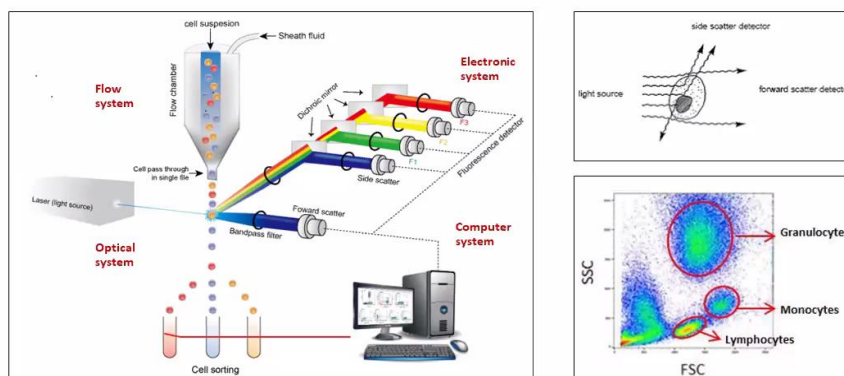 cell suspesion
Sheath fluid
Flow
system
Flow chamber
Electronic
system
Dichroic mirror
F3
F2
F1
Fluorescence detector
Cell pass through
in single file
Side scatter
Laser (light source)
Foward scatter
Bandpass filter
Optical
system
Computer
system
Cell sorting
side scatter detector
light source
forward scatter detecto
SSC
FSC
Granulocyte
Monocytes
Lymphocytes